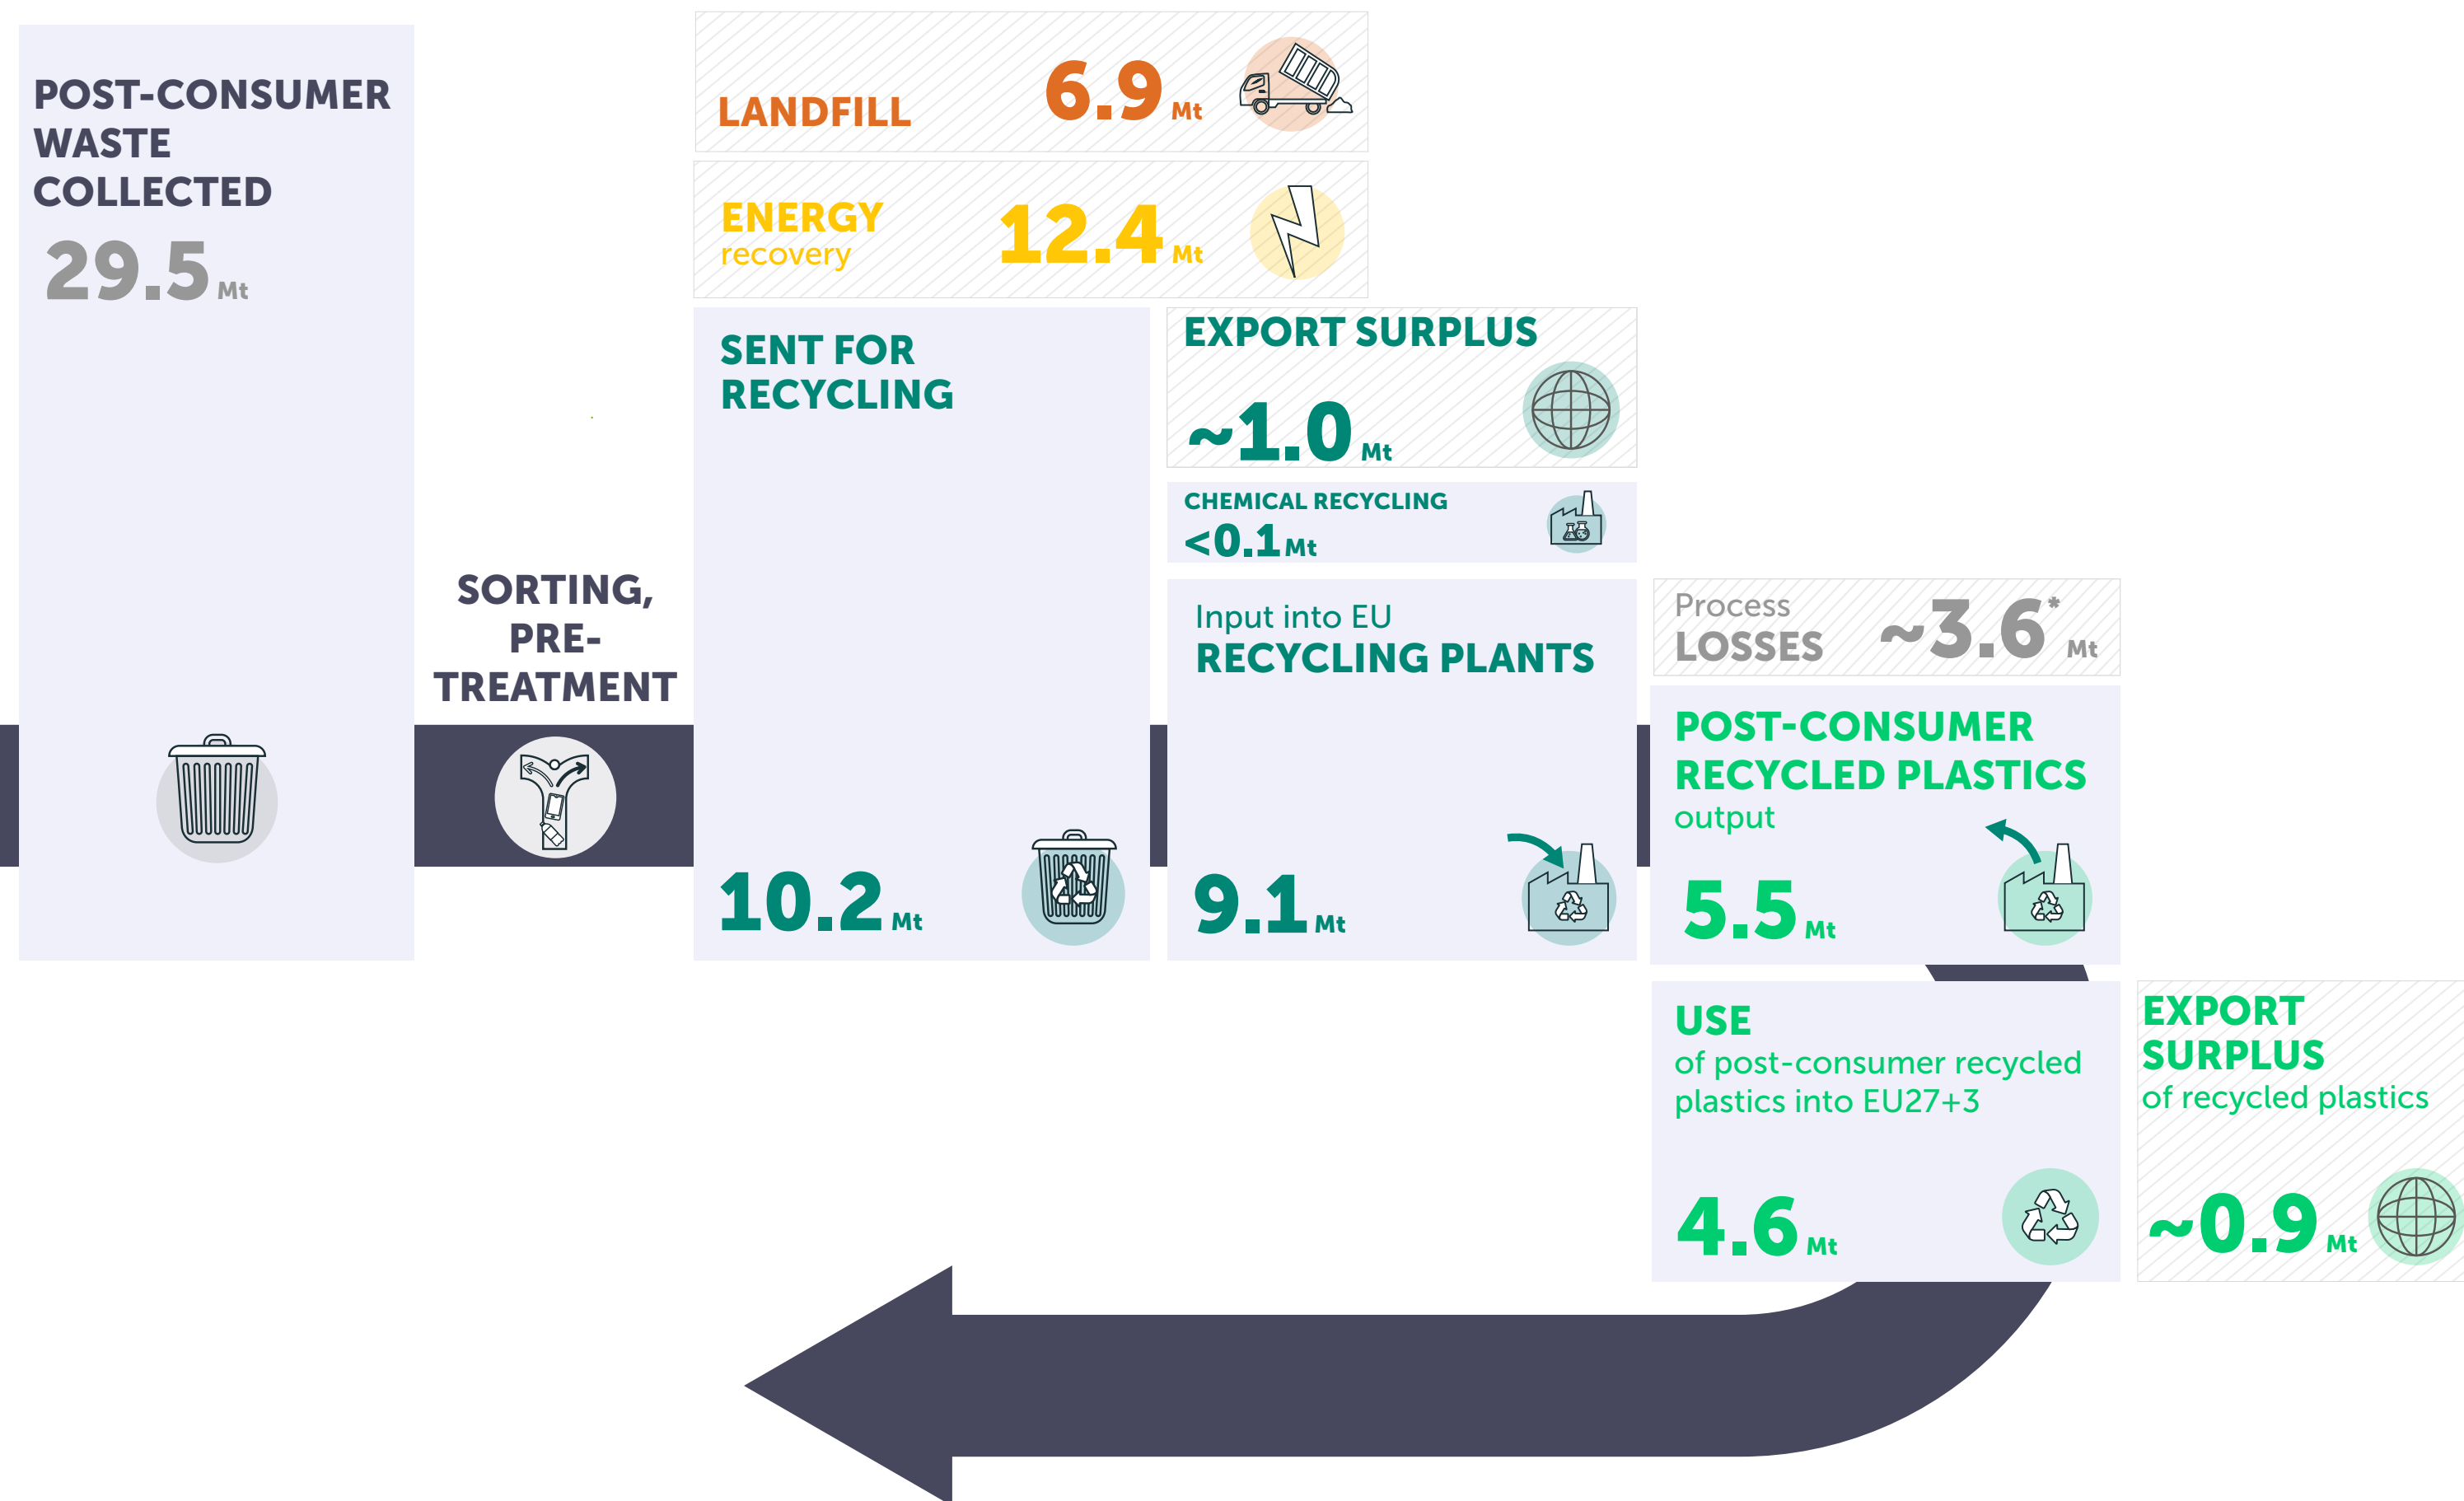 POST-CONSUMER
WASTE
COLLECTED
29.5 Mt
SORTING,
PRE-
TREATMENT
LANDFILL 6.9 Mt
ENERGY
recovery
12.4 Mt
SENT FOR
RECYCLING
10.2 Mt
EXPORT SURPLUS
~1.0 Mt
CHEMICAL RECYCLING
<0.1 Mt
Input into EU
RECYCLING PLANTS
9.1 Mt
Process
LOSSES
~3.6* Mt
POST-CONSUMER
RECYCLED PLASTICS
output
5.5 Mt
USE
of post-consumer recycled
plastics into EU27+3
4.6 Mt
EXPORT
SURPLUS
of recycled plastics
~0.9 Mt